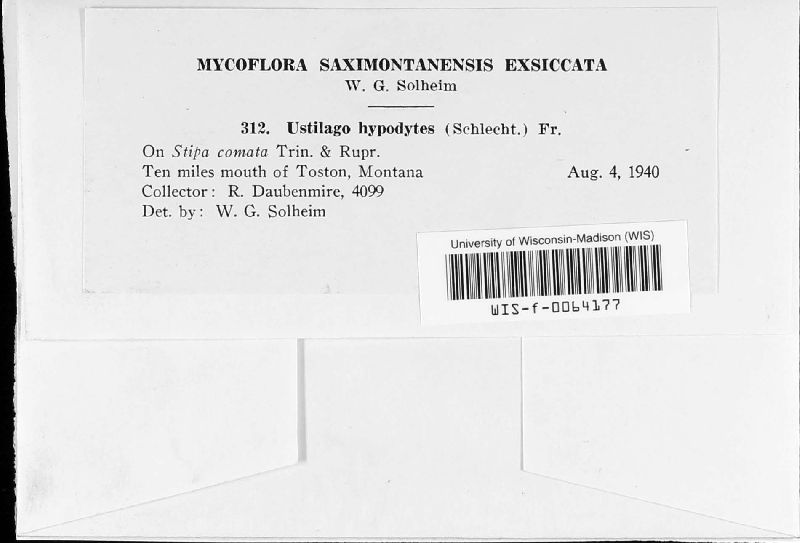 MYCOFLORA SAXIMONTANENSIS EXSICCATA
W. G. Solheim
312. Ustilago hypodytes (Schlecht.) Fr.
On Stipa comata Trin. & Rupr.
Ten miles mouth of Toston, Montana Aug. 4, 1940
Collector: R. Daubenmire, 4099
Det. by: W. G. Solheim
University of Wisconsin-Madison (WIS)
WIS-f-0064177